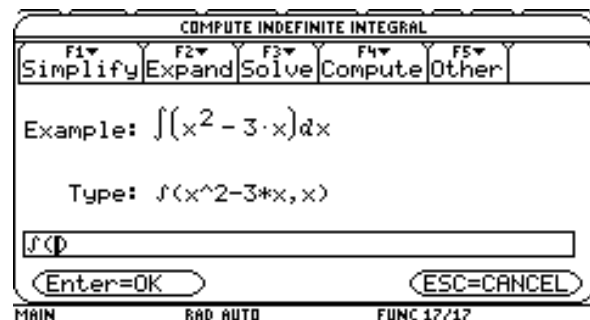 COMPUTE INDEFINITE INTEGRAL
F1▾ F2▾ F3▾ F4▾ F5▾
Simplify Expand Solve Compute Other
Example: ∫(x² - 3·x)dx
Type: ∫(x^2-3*x,x)
∫()
Enter=OK ESC=CANCEL
MAIN RAD AUTO FUNC 17/17